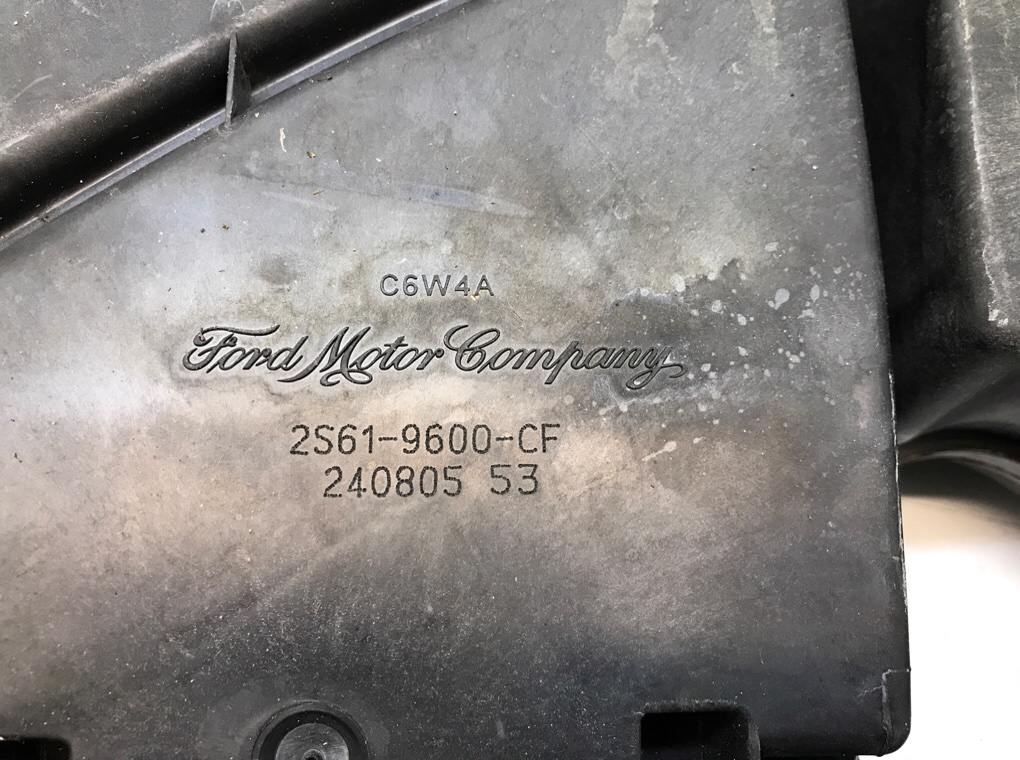 C6W4A
Ford Motor Company
2S61-9600-CF
240805 53